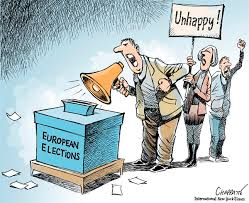 Unhappy!
EUROPEAN
ELECTIONS
CHAPPATTE
International New York Times